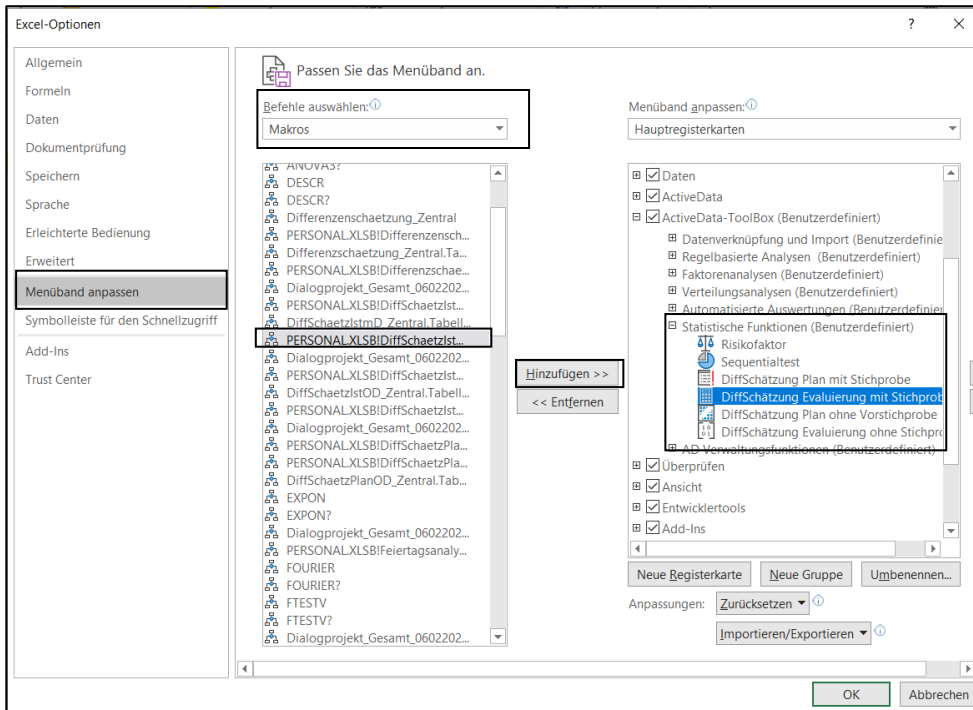 Excel-Optionen
?
Allgemein
Formeln
Daten
Dokumentprüfung
Speichern
Sprache
Erleichterte Bedienung
Erweitert
Menüband anpassen
Symbolleiste für den Schnellzugriff
Add-Ins
Trust Center
Passen Sie das Menüband an.
Befehle auswählen:
Makros
ANOVA3?
DESCR
DESCR?
Differenzenschaetzung_Zentral
PERSONAL.XLSB!Differenzensch...
Differenzschaetzung_Zentral.Ta...
PERSONAL.XLSB!Differenzschae...
Dialogprojekt_Gesamt_0602202...
PERSONAL.XLSB!DiffSchaetzIst...
DiffSchaetzIstmD_Zentral.Tabell...
PERSONAL.XLSB!DiffSchaetzIst...
Dialogprojekt_Gesamt_0602202...
PERSONAL.XLSB!DiffSchaetzIst...
DiffSchaetzIstOD_Zentral.Tabell...
PERSONAL.XLSB!DiffSchaetzIst...
Dialogprojekt_Gesamt_0602202...
PERSONAL.XLSB!DiffSchaetzPla...
PERSONAL.XLSB!DiffSchaetzPla...
DiffSchaetzPlanOD_Zentral.Tab...
EXPON
EXPON?
Dialogprojekt_Gesamt_0602202...
PERSONAL.XLSB!Feiertagsanaly...
FOURIER
FOURIER?
FTESTV
FTESTV?
Dialogprojekt_Gesamt_0602202...
Hinzufügen >>
<< Entfernen
Menüband anpassen:
Hauptregisterkarten
Daten
ActiveData
ActiveData-ToolBox (Benutzerdefiniert)
Datenverknüpfung und Import (Benutzerdefinie
Regelbasierte Analysen (Benutzerdefiniert)
Faktorenanalysen (Benutzerdefiniert)
Verteilungsanalysen (Benutzerdefiniert)
Automatisierte Auswertungen (Benutzerdefinier
Statistische Funktionen (Benutzerdefiniert)
Risikofaktor
Sequentialtest
DiffSchätzung Plan mit Stichprobe
DiffSchätzung Evaluierung mit Stichprob
DiffSchätzung Plan ohne Vorstichprobe
DiffSchätzung Evaluierung ohne Stichpro
AD Verwaltungsfunktionen (Benutzerdefiniert)
Überprüfen
Ansicht
Entwicklertools
Add-Ins
Neue Registerkarte
Neue Gruppe
Umbenennen...
Anpassungen:
Zurücksetzen
Importieren/Exportieren
OK
Abbrechen